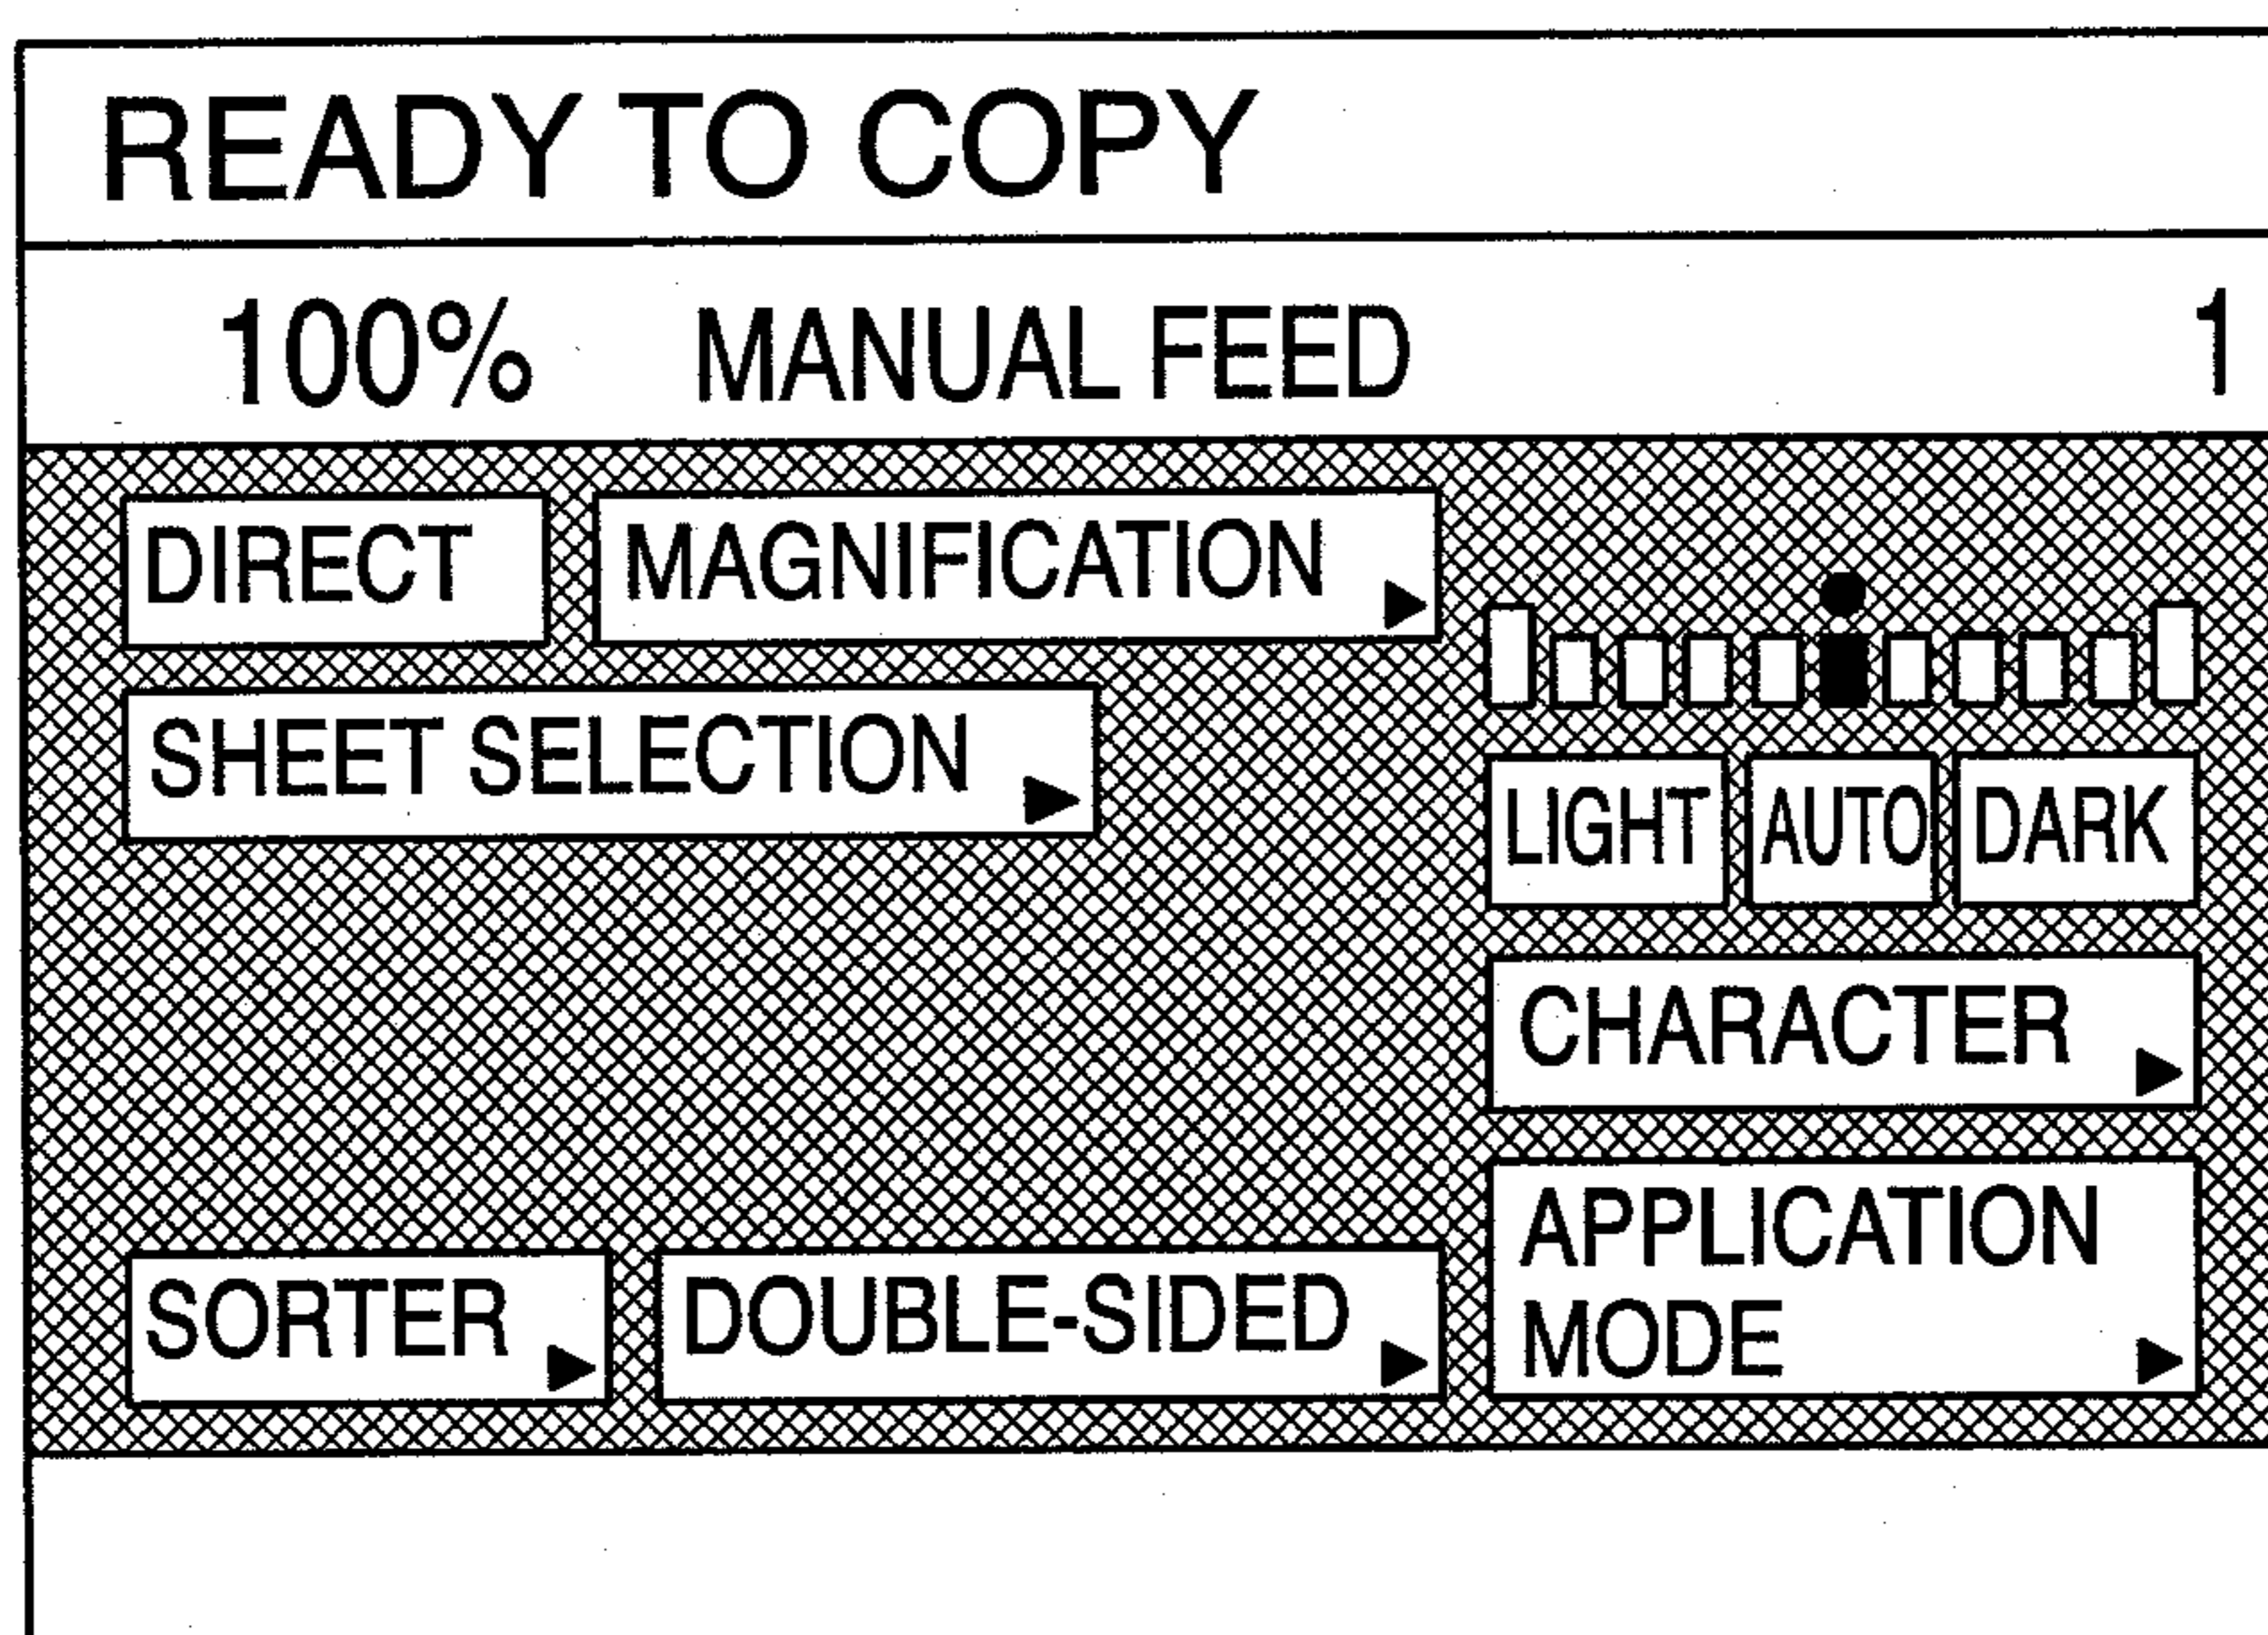 READY TO COPY
100% MANUAL FEED 1
DIRECT MAGNIFICATION
SHEET SELECTION
LIGHT AUTO DARK
CHARACTER
APPLICATION
MODE
SORTER DOUBLE-SIDED